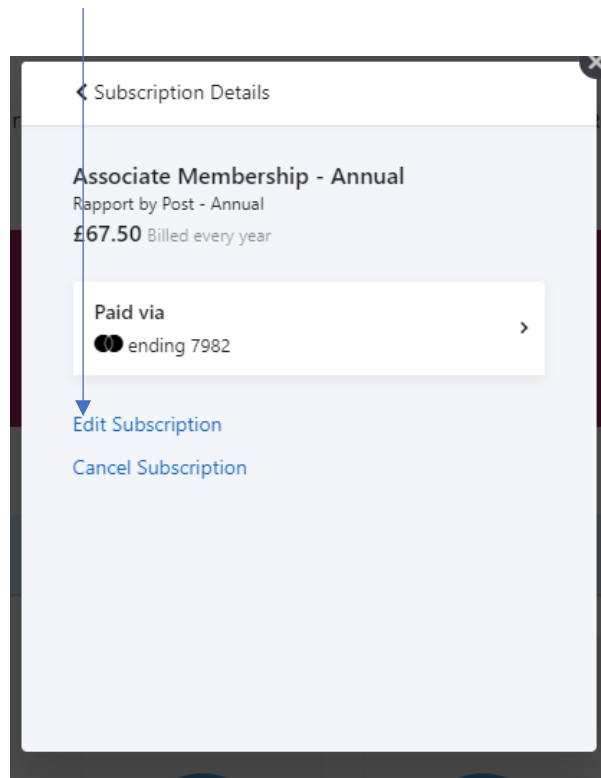 Subscription Details
Associate Membership - Annual
Rapport by Post - Annual
£67.50 Billed every year
Paid via
ending 7982
Edit Subscription
Cancel Subscription